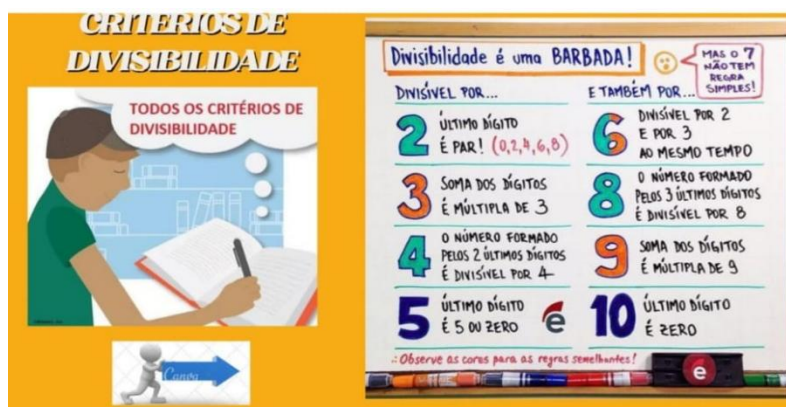 CRITÉRIOS DE
DIVISIBILIDADE
TODOS OS CRITÉRIOS DE
DIVISIBILIDADE
Canva
Divisibilidade é uma BARBADA!
MAS O 7
NÃO TEM
REGRA
SIMPLES!
DIVISÍVEL POR...
2
ÚLTIMO DÍGITO
É PAR! (0,2,4,6,8)
3
SOMA DOS DÍGITOS
É MÚLTIPLA DE 3
4
O NÚMERO FORMADO
PELOS 2 ÚLTIMOS DÍGITOS
É DIVISÍVEL POR 4
5
ÚLTIMO DÍGITO
É 5 OU ZERO
e
E TAMBÉM POR...
6
DIVISÍVEL POR 2
E POR 3
AO MESMO TEMPO
8
O NÚMERO FORMADO
PELOS 3 ÚLTIMOS DÍGITOS
É DIVISÍVEL POR 8
9
SOMA DOS DÍGITOS
É MÚLTIPLA DE 9
10
ÚLTIMO DÍGITO
É ZERO
Observe as cores para as regras semelhantes!
e